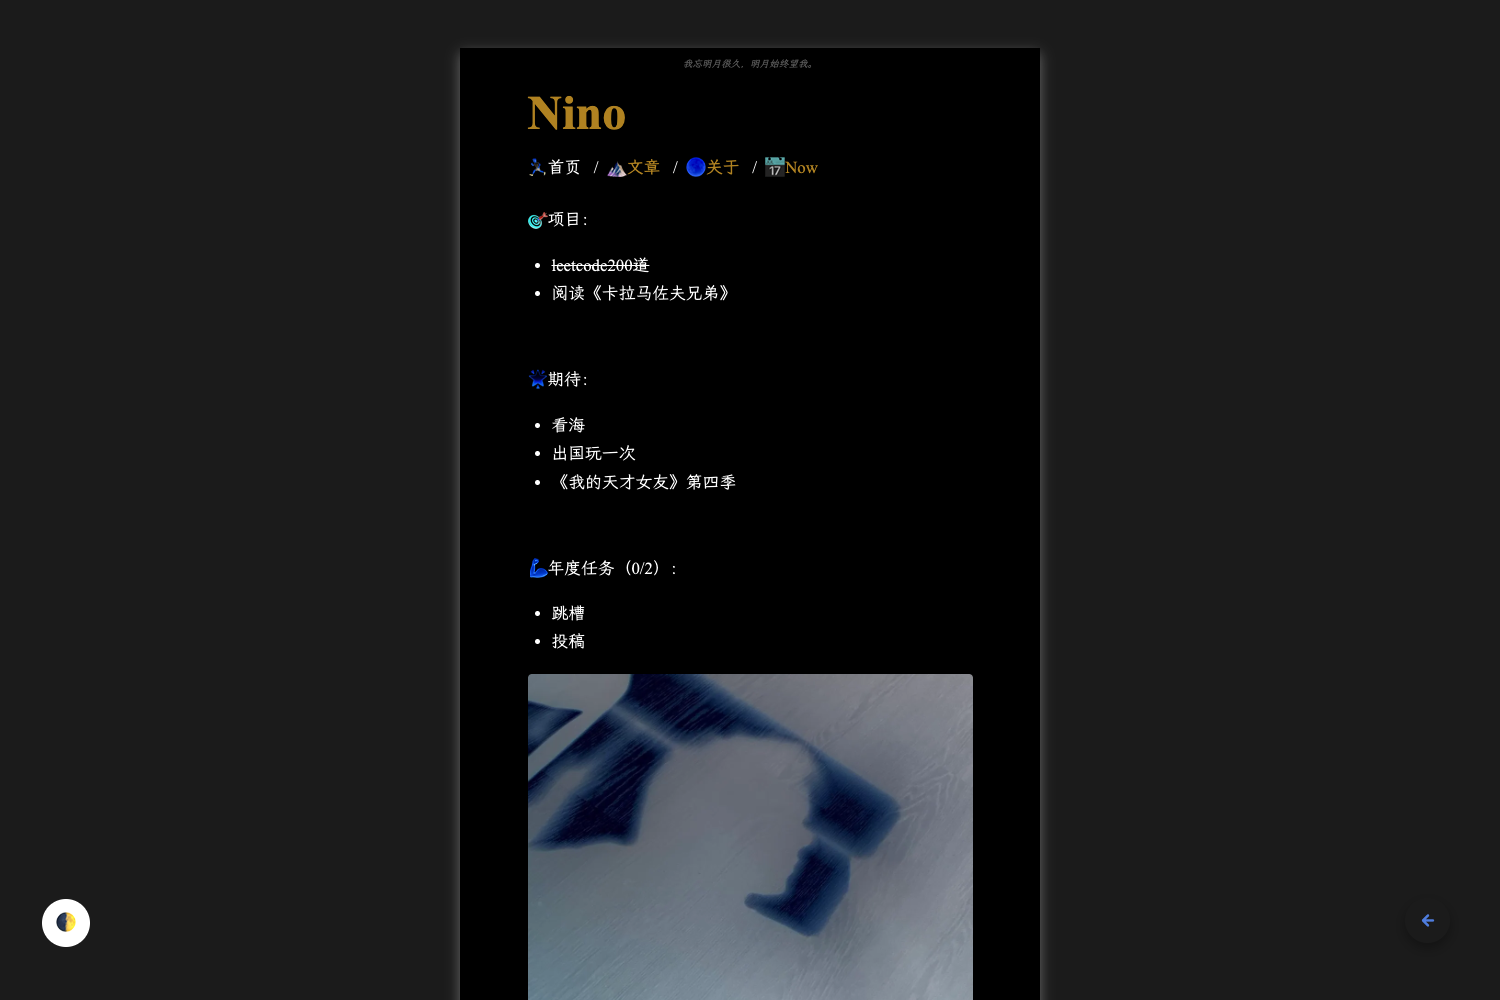 我忘明月很久，明月始终望我。
Nino
首页 / 文章 / 关于 / 17 Now
项目：
leetcode200道
阅读《卡拉马佐夫兄弟》
期待：
看海
出国玩一次
《我的天才女友》第四季
年度任务（0/2）：
跳槽
投稿